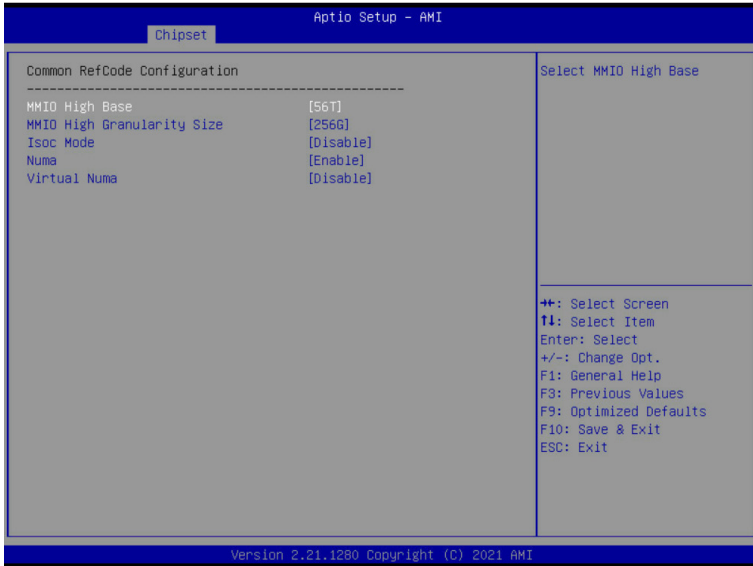 Aptio Setup - AMI
Chipset
Common RefCode Configuration
--------------------------------------------------
MMIO High Base [56T]
MMIO High Granularity Size [256G]
Isoc Mode [Disable]
Numa [Enable]
Virtual Numa [Disable]
Select MMIO High Base
→←: Select Screen
↑↓: Select Item
Enter: Select
+/-: Change Opt.
F1: General Help
F3: Previous Values
F9: Optimized Defaults
F10: Save & Exit
ESC: Exit
Version 2.21.1280 Copyright (C) 2021 AMI